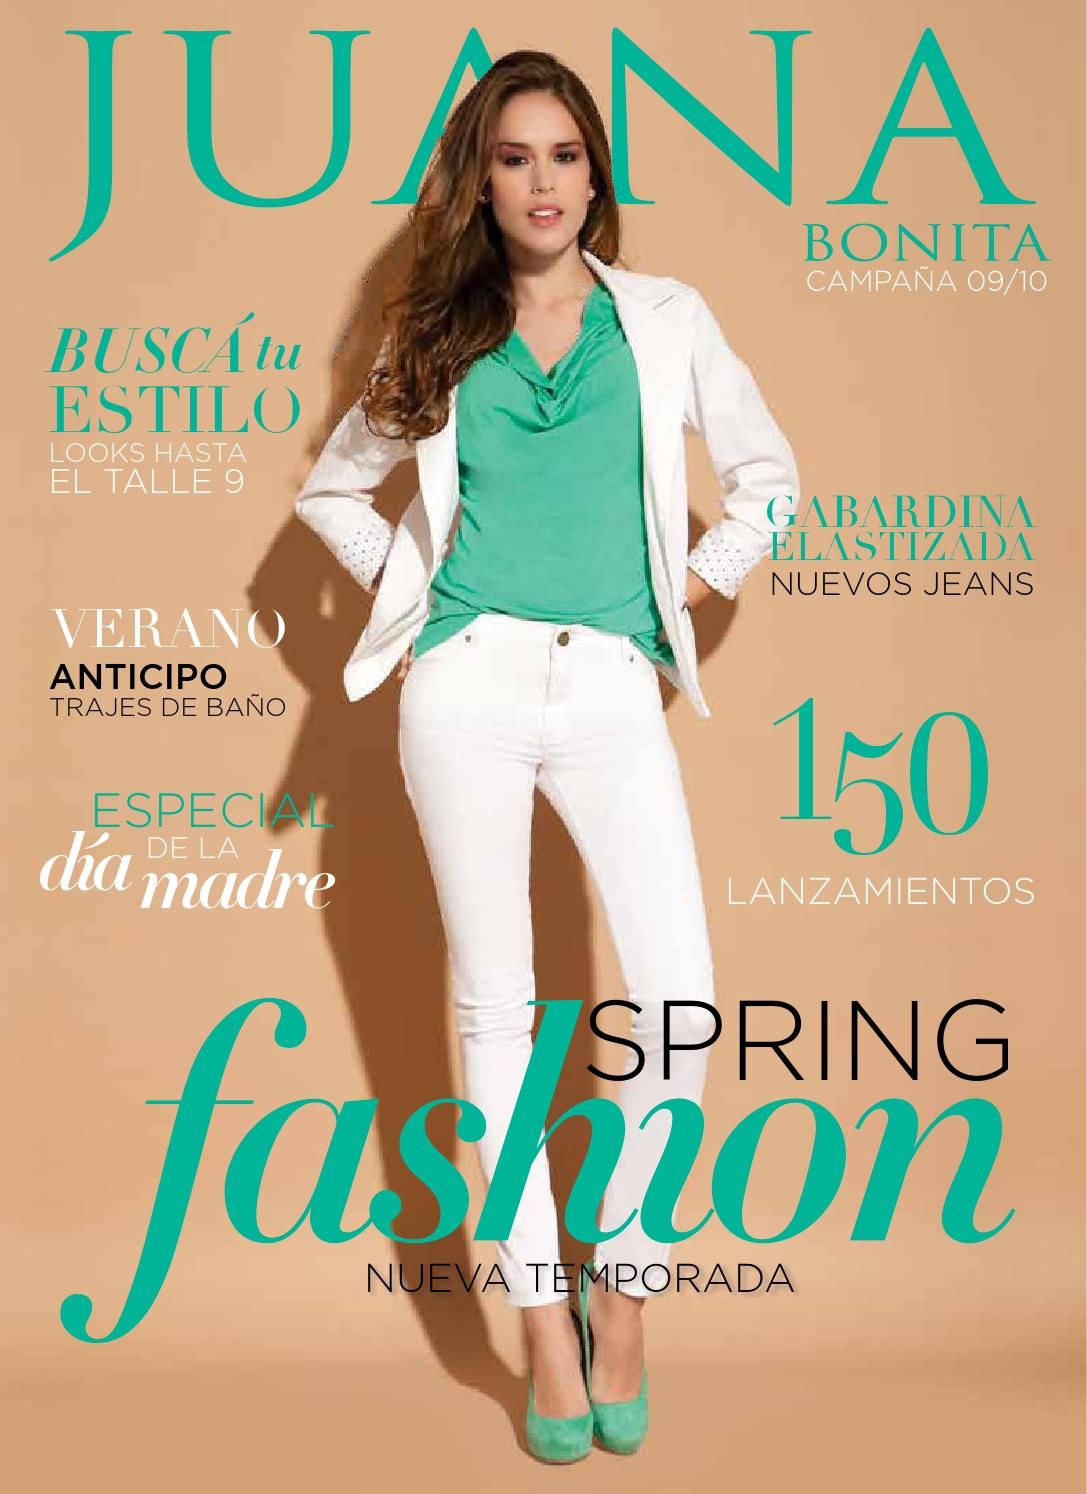 JUANA
BONITA
CAMPAÑA 09/10
BUSCÁ tu
ESTILO
LOOKS HASTA
EL TALLE 9
GABARDINA
ELASTIZADA
NUEVOS JEANS
VERANO
ANTICIPO
TRAJES DE BAÑO
150
LANZAMIENTOS
ESPECIAL
día DE LA
madre
SPRING
fashion
NUEVA TEMPORADA